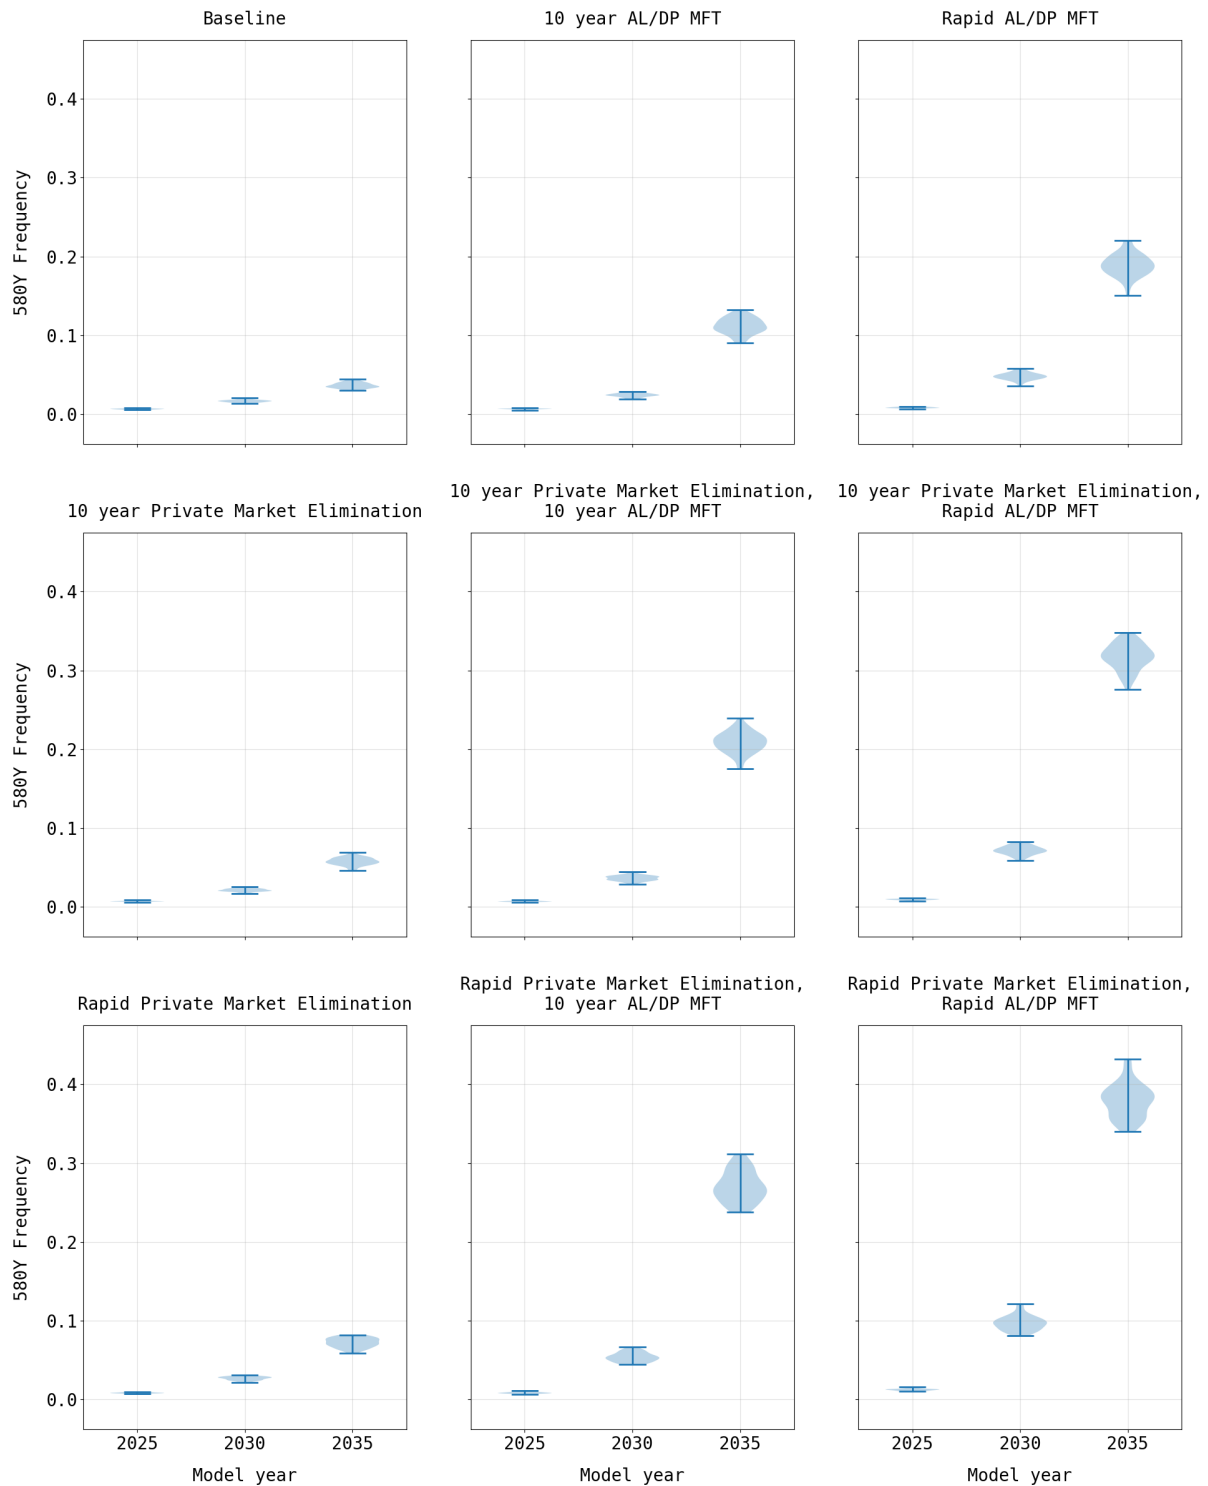 Baseline
10 year AL/DP MFT
Rapid AL/DP MFT
0.4
0.3
0.2
0.1
0.0
580Y Frequency
10 year Private Market Elimination
10 year Private Market Elimination,
10 year AL/DP MFT
10 year Private Market Elimination,
Rapid AL/DP MFT
0.4
0.3
0.2
0.1
0.0
580Y Frequency
Rapid Private Market Elimination
Rapid Private Market Elimination,
10 year AL/DP MFT
Rapid Private Market Elimination,
Rapid AL/DP MFT
0.4
0.3
0.2
0.1
0.0
580Y Frequency
2025 2030 2035
Model year
2025 2030 2035
Model year
2025 2030 2035
Model year